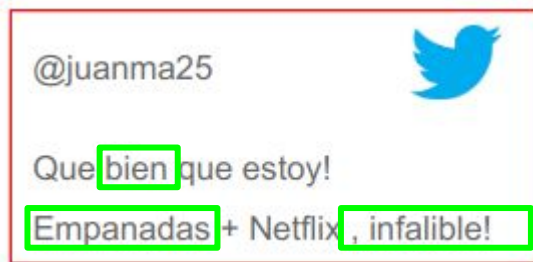 @juanma25
Que bien que estoy!
Empanadas + Netflix , infalible!